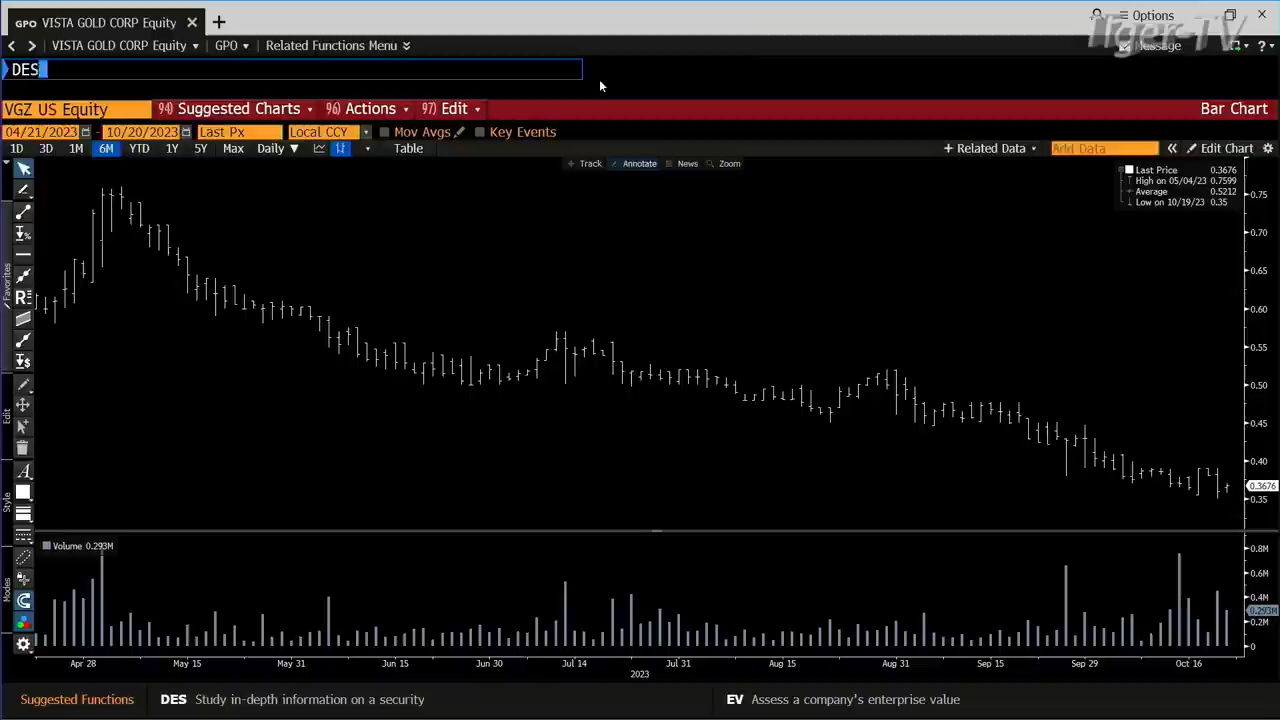 GPO VISTA GOLD CORP Equity
Options
VISTA GOLD CORP Equity GPO Related Functions Menu Message ?
Tiger-TV
DES
VGZ US Equity 94) Suggested Charts 96) Actions 97) Edit Bar Chart
04/21/2023 - 10/20/2023 Last Px Local CCY Mov Avgs Key Events
1D 3D 1M 6M YTD 1Y 5Y Max Daily Table + Related Data Add Data Edit Chart
Track Annotate News Zoom
Last Price 0.3676
High on 05/04/23 0.7599
Average 0.5212
Low on 10/19/23 0.35
0.75
0.70
0.65
0.60
0.55
0.50
0.45
0.40
0.3676
0.35
Favorites
Edit
Style
Modes
R
A
Volume 0.293M
0.8M
0.6M
0.4M
0.293M
0.2M
0
Apr 28 May 15 May 31 Jun 15 Jun 30 Jul 14 Jul 31 Aug 15 Aug 31 Sep 15 Sep 29 Oct 16
2023
Suggested Functions DES Study in-depth information on a security EV Assess a company's enterprise value